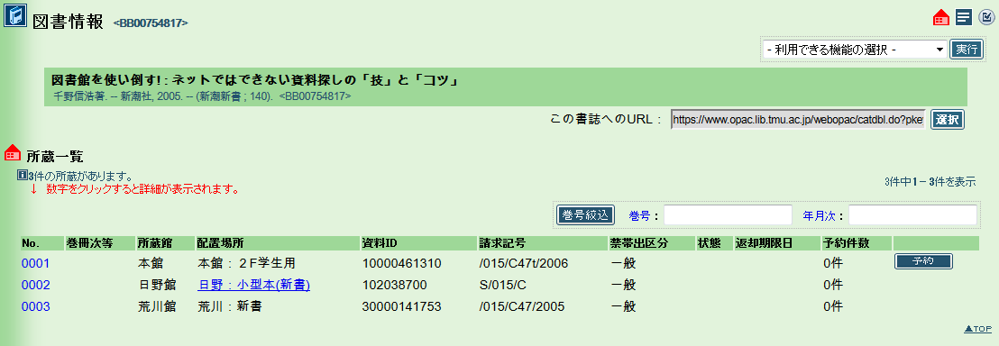 図書情報 <BB00754817>
- 利用できる機能の選択 - 実行
図書館を使い倒す! : ネットではできない資料探しの「技」と「コツ」
千野信浩著. -- 新潮社, 2005. -- (新潮新書 ; 140). <BB00754817>
この書誌へのURL： https://www.opac.lib.tmu.ac.jp/webopac/catdbl.do?pke 選択
所蔵一覧
3件の所蔵があります。
↓ 数字をクリックすると詳細が表示されます。
3件中1－3件を表示
巻号絞込 巻号： 年月次：
No. 巻冊次等 所蔵館 配置場所 資料ID 請求記号 禁帯出区分 状態 返却期限日 予約件数
0001 本館 本館：２F学生用 10000461310 /015/C47t/2006 一般 0件 予約
0002 日野館 日野：小型本(新書) 102038700 S/015/C 一般 0件
0003 荒川館 荒川：新書 30000141753 /015/C47/2005 一般 0件
▲TOP